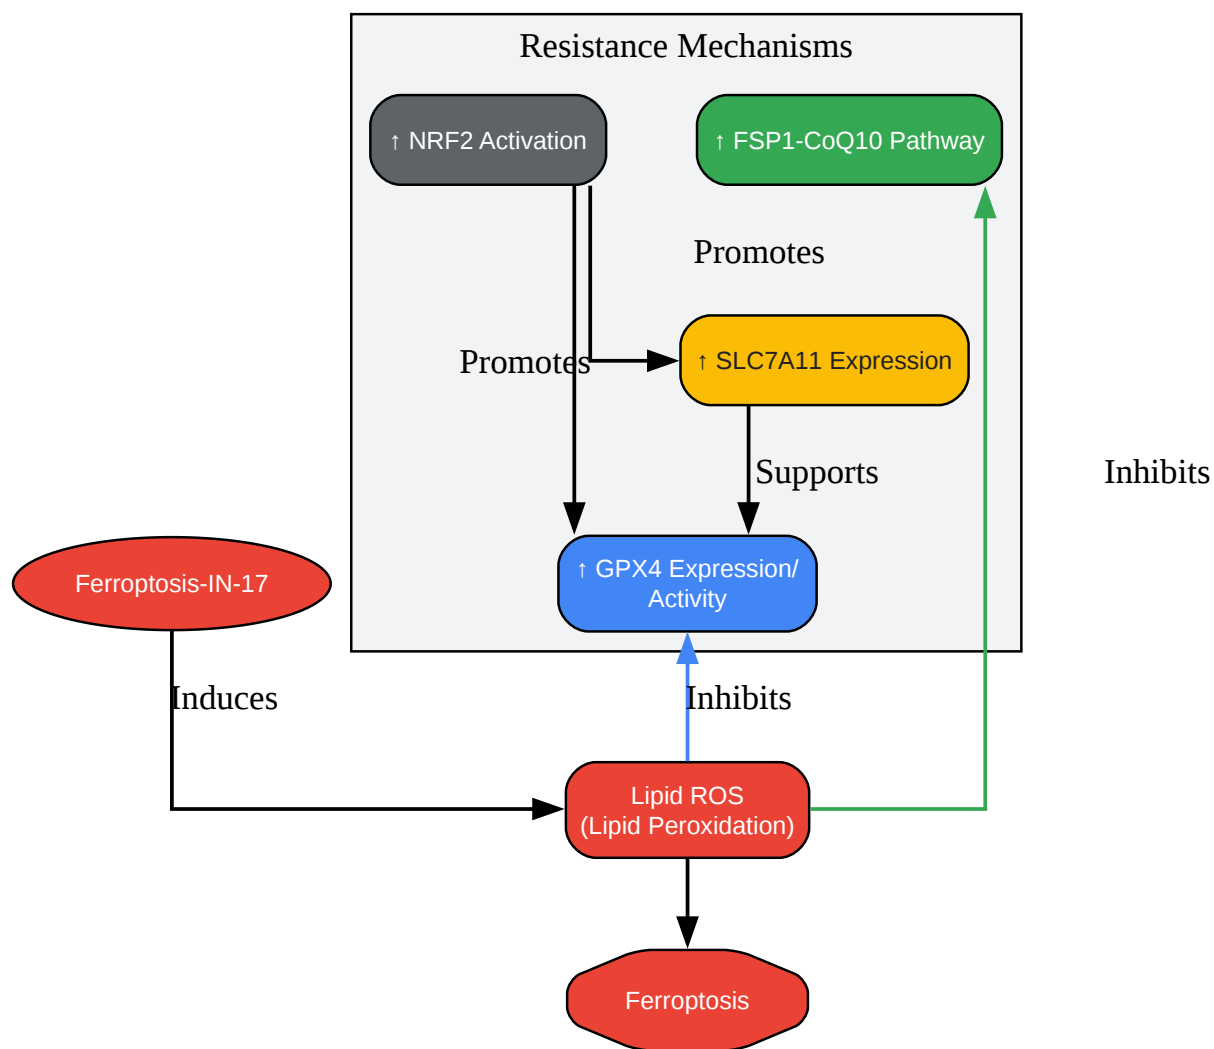 Resistance Mechanisms
↑ NRF2 Activation
↑ FSP1-CoQ10 Pathway
Promotes
Promotes
↑ SLC7A11 Expression
Supports
Inhibits
↑ GPX4 Expression/
Activity
Ferroptosis-IN-17
Induces
Inhibits
Lipid ROS
(Lipid Peroxidation)
Ferroptosis